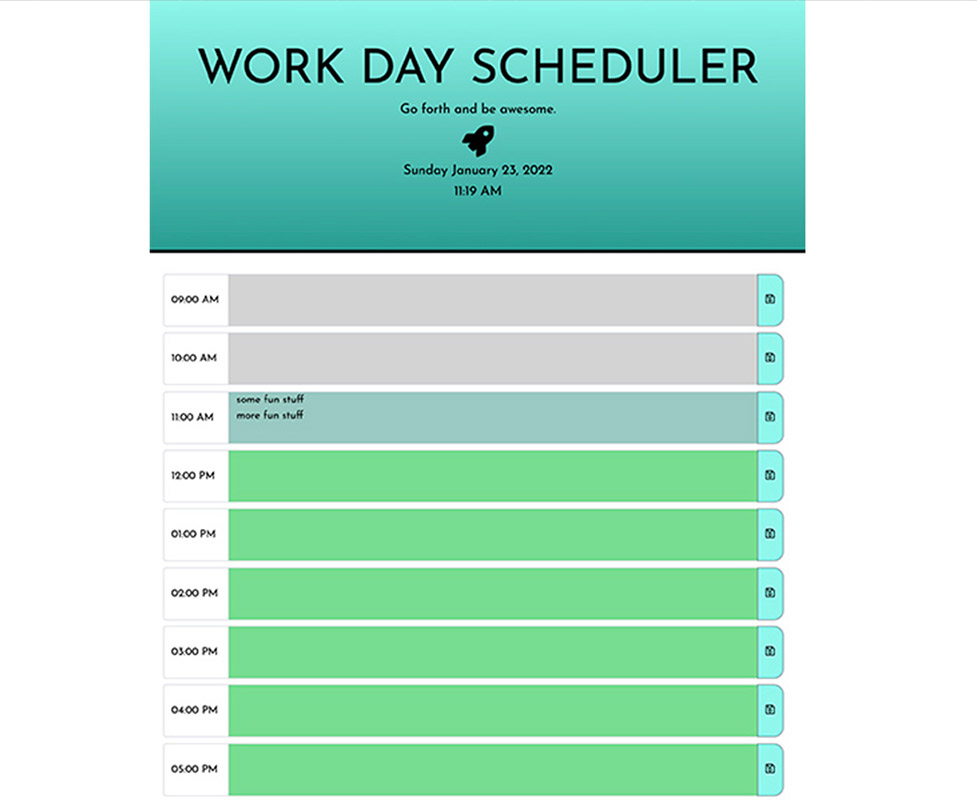 WORK DAY SCHEDULER
Go forth and be awesome.
Sunday January 23, 2022
11:19 AM
09:00 AM
10:00 AM
11:00 AM
some fun stuff
more fun stuff
12:00 PM
01:00 PM
02:00 PM
03:00 PM
04:00 PM
05:00 PM